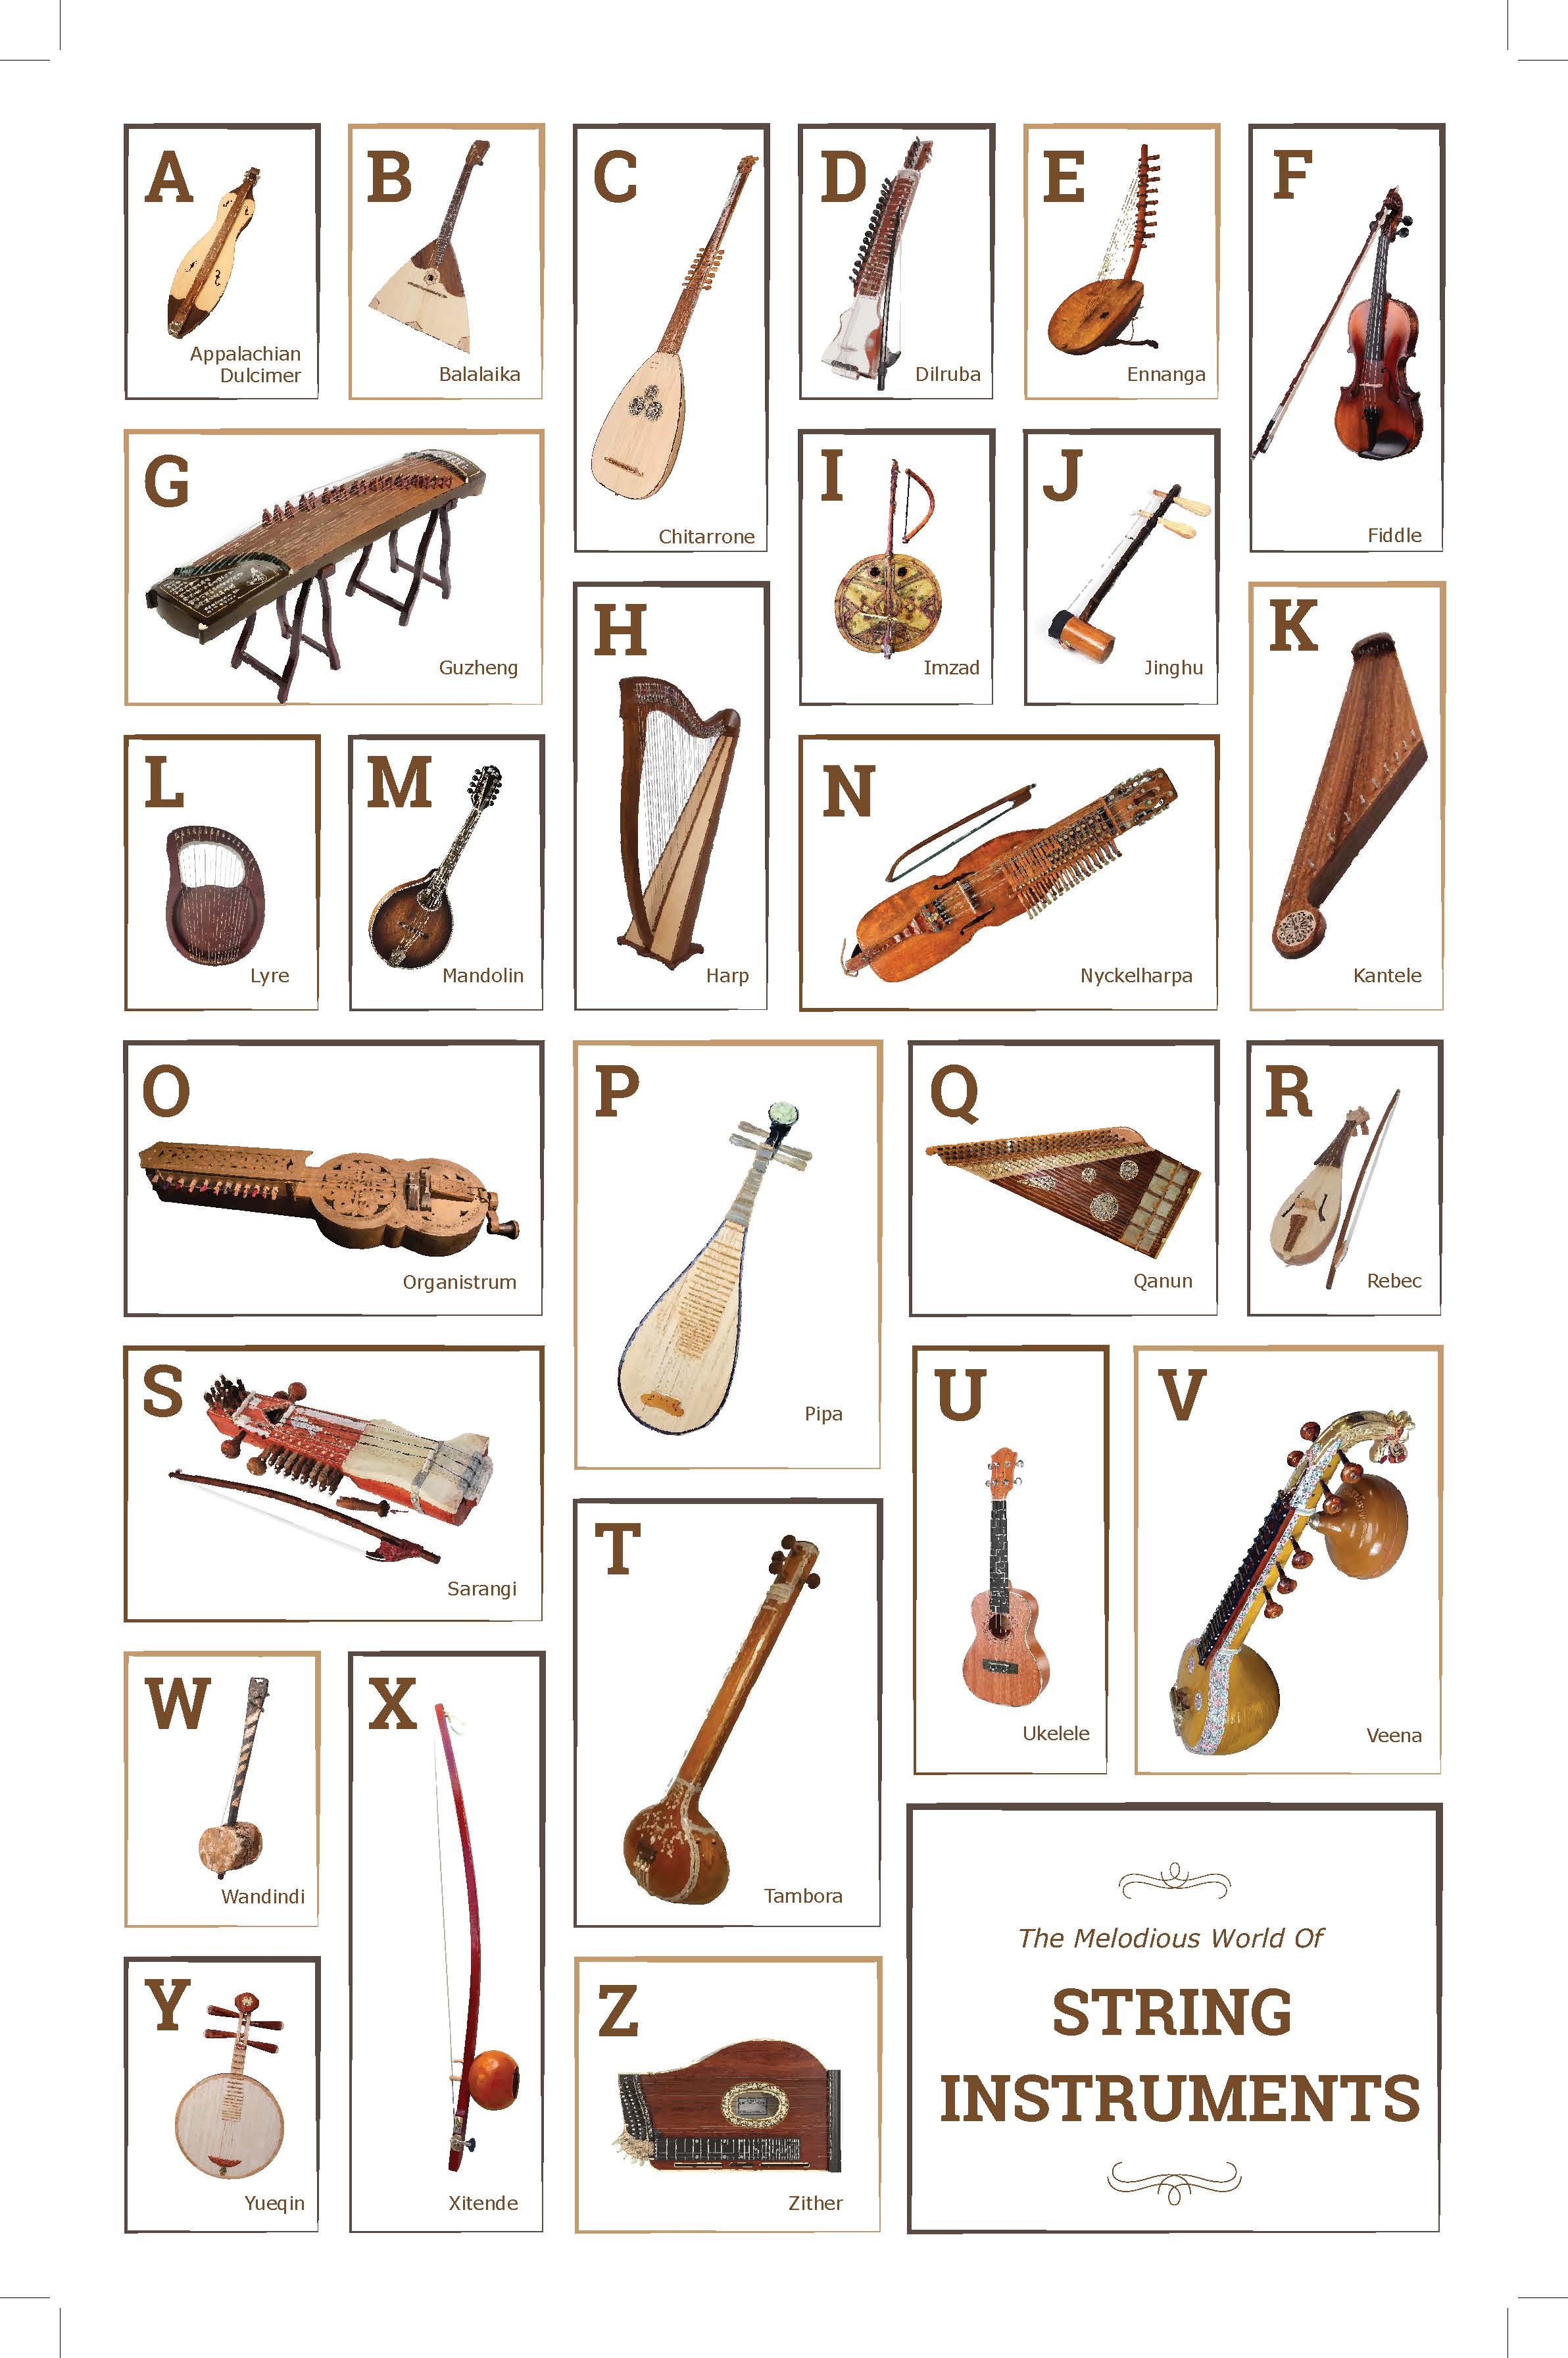 A
Appalachian
Dulcimer
B
Balalaika
C
Chitarrone
D
Dilruba
E
Ennanga
F
Fiddle
G
Guzheng
H
Harp
I
Imzad
J
Jinghu
K
Kantele
L
Lyre
M
Mandolin
N
Nyckelharpa
O
Organistrum
P
Pipa
Q
Qanun
R
Rebec
S
Sarangi
T
Tambora
U
Ukelele
V
Veena
W
Wandindi
X
Xitende
Y
Yueqin
Z
Zither
The Melodious World Of
STRING
INSTRUMENTS